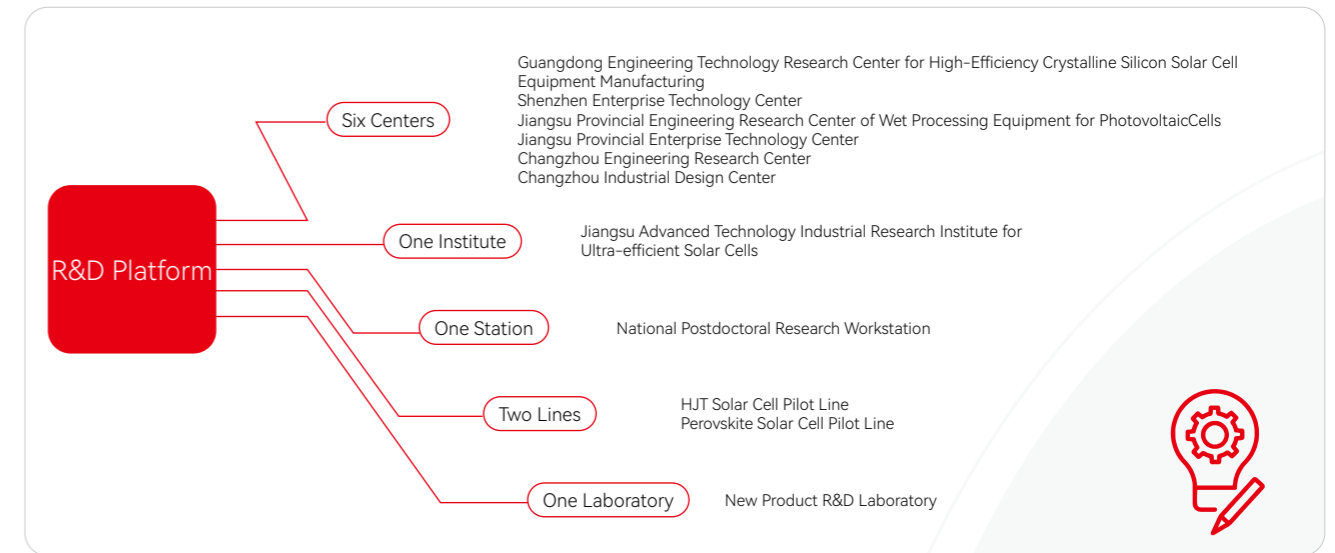 R&D Platform
Six Centers
Guangdong Engineering Technology Research Center for High-Efficiency Crystalline Silicon Solar Cell
Equipment Manufacturing
Shenzhen Enterprise Technology Center
Jiangsu Provincial Engineering Research Center of Wet Processing Equipment for PhotovoltaicCells
Jiangsu Provincial Enterprise Technology Center
Changzhou Engineering Research Center
Changzhou Industrial Design Center
One Institute
Jiangsu Advanced Technology Industrial Research Institute for
Ultra-efficient Solar Cells
One Station
National Postdoctoral Research Workstation
Two Lines
HJT Solar Cell Pilot Line
Perovskite Solar Cell Pilot Line
One Laboratory
New Product R&D Laboratory